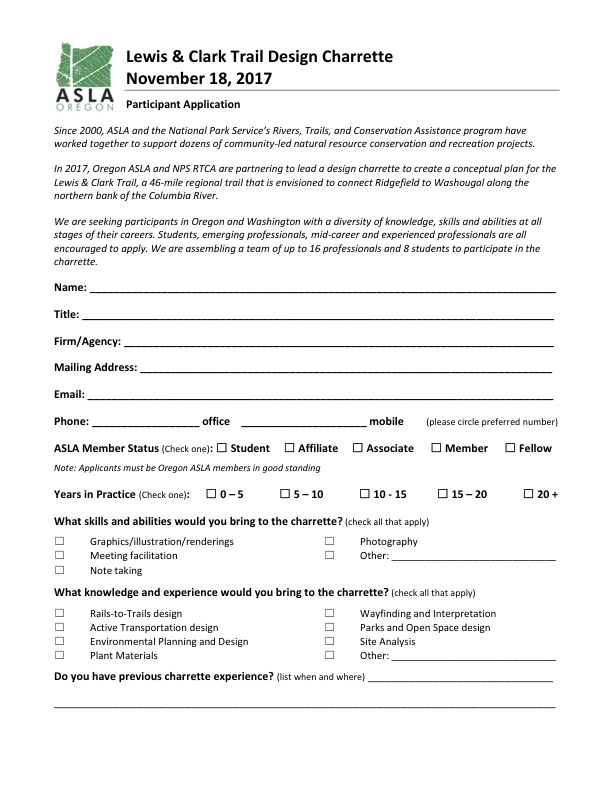 ASLA
OREGON
Lewis & Clark Trail Design Charrette
November 18, 2017
Participant Application
Since 2000, ASLA and the National Park Service's Rivers, Trails, and Conservation Assistance program have
worked together to support dozens of community-led natural resource conservation and recreation projects.
In 2017, Oregon ASLA and NPS RTCA are partnering to lead a design charrette to create a conceptual plan for the
Lewis & Clark Trail, a 46-mile regional trail that is envisioned to connect Ridgefield to Washougal along the
northern bank of the Columbia River.
We are seeking participants in Oregon and Washington with a diversity of knowledge, skills and abilities at all
stages of their careers. Students, emerging professionals, mid-career and experienced professionals are all
encouraged to apply. We are assembling a team of up to 16 professionals and 8 students to participate in the
charrette.
Name: ____
Title: ____
Firm/Agency: ____
Mailing Address: ____
Email: ____
Phone: ____ office ____ mobile (please circle preferred number)
ASLA Member Status (Check one): ☐ Student ☐ Affiliate ☐ Associate ☐ Member ☐ Fellow
Note: Applicants must be Oregon ASLA members in good standing
Years in Practice (Check one): ☐ 0 – 5 ☐ 5 – 10 ☐ 10 - 15 ☐ 15 – 20 ☐ 20 +
What skills and abilities would you bring to the charrette? (check all that apply)
☐ Graphics/illustration/renderings ☐ Photography
☐ Meeting facilitation ☐ Other: ____
☐ Note taking
What knowledge and experience would you bring to the charrette? (check all that apply)
☐ Rails-to-Trails design ☐ Wayfinding and Interpretation
☐ Active Transportation design ☐ Parks and Open Space design
☐ Environmental Planning and Design ☐ Site Analysis
☐ Plant Materials ☐ Other: ____
Do you have previous charrette experience? (list when and where) ____